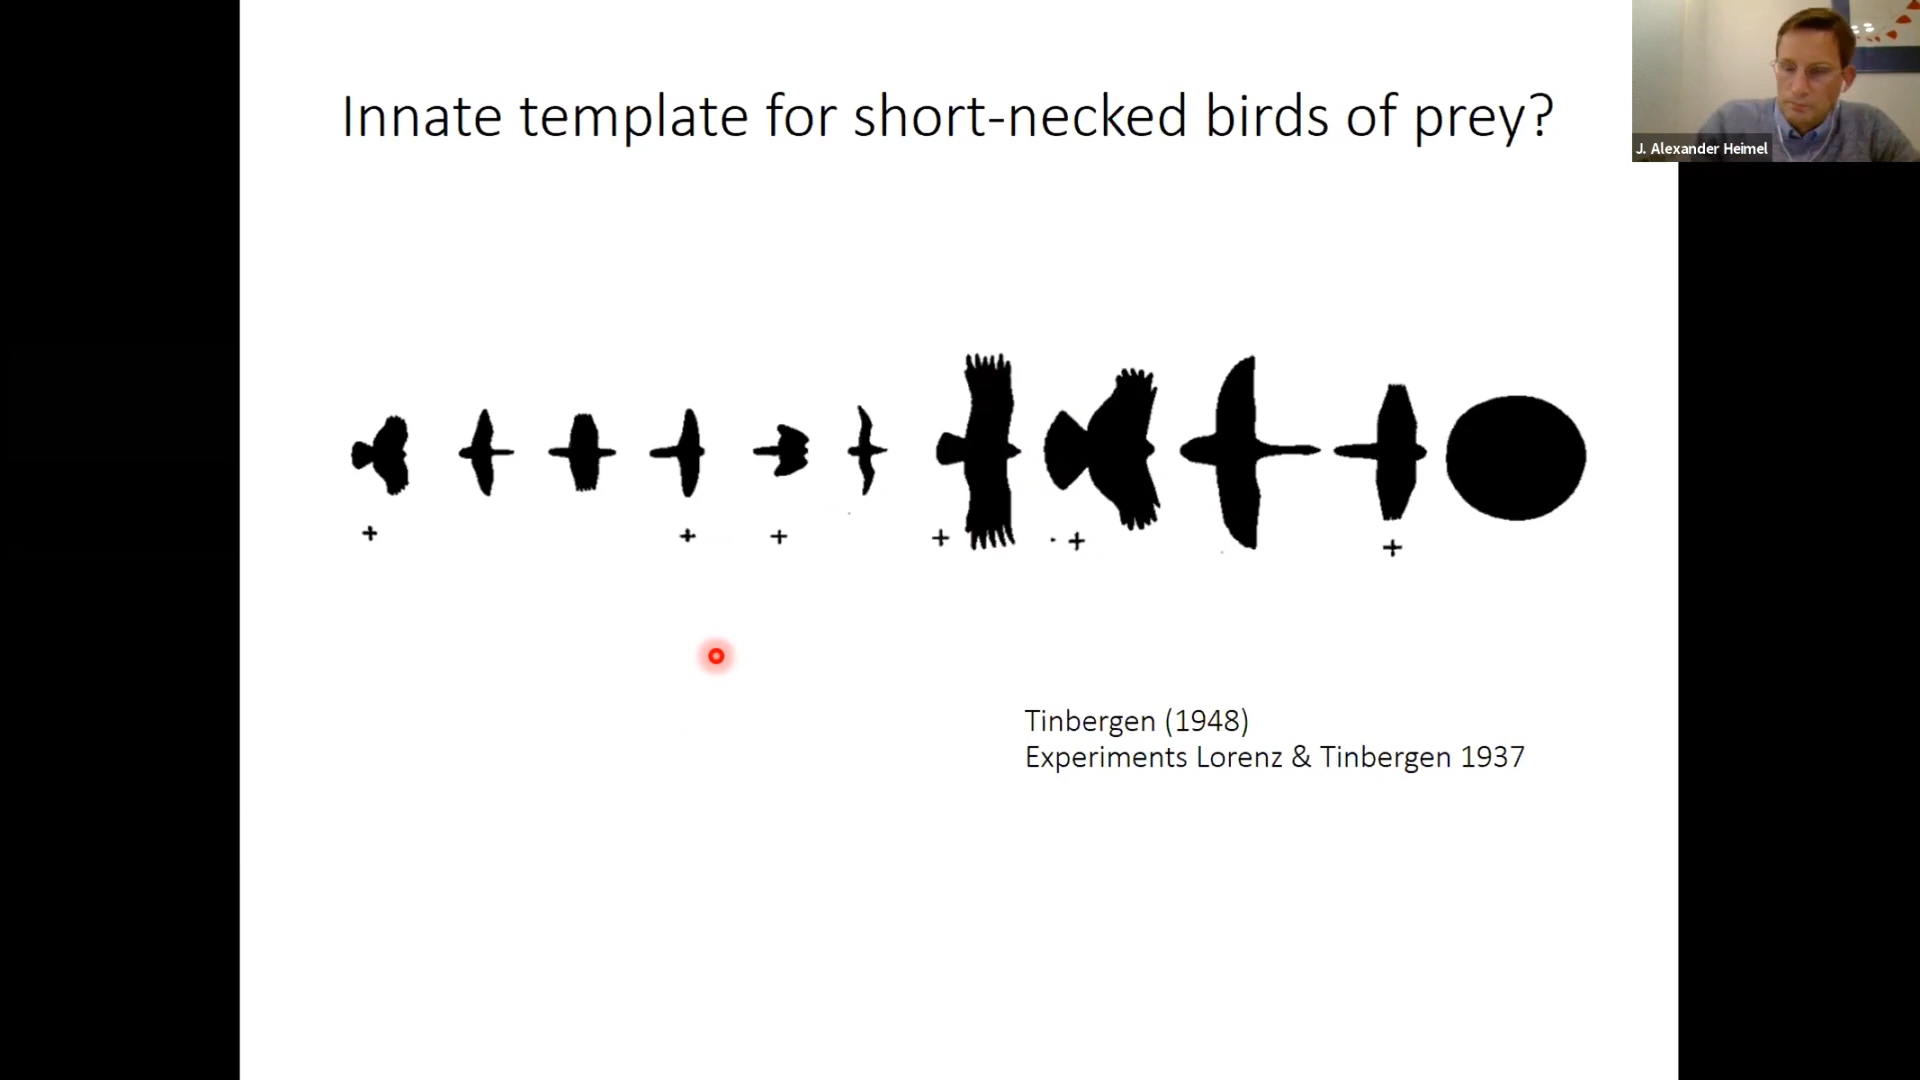 Innate template for short-necked birds of prey?
J. Alexander Heimel
+ + + + + +
Tinbergen (1948)
Experiments Lorenz & Tinbergen 1937